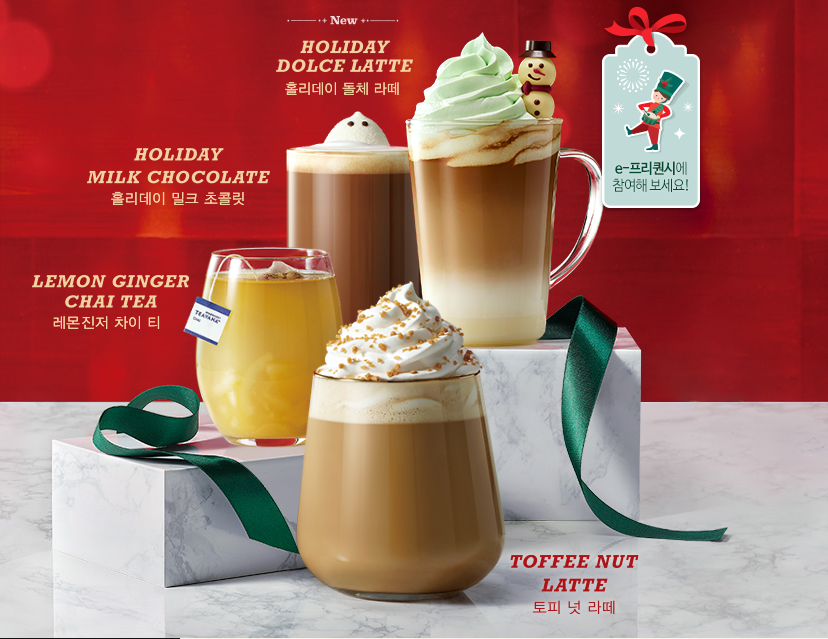 New
HOLIDAY
DOLCE LATTE
홀리데이 돌체 라떼
e-프리퀀시에
참여해 보세요!
HOLIDAY
MILK CHOCOLATE
홀리데이 밀크 초콜릿
LEMON GINGER
CHAI TEA
레몬진저 차이 티
TEAVANA
TOFFEE NUT
LATTE
토피 넛 라떼